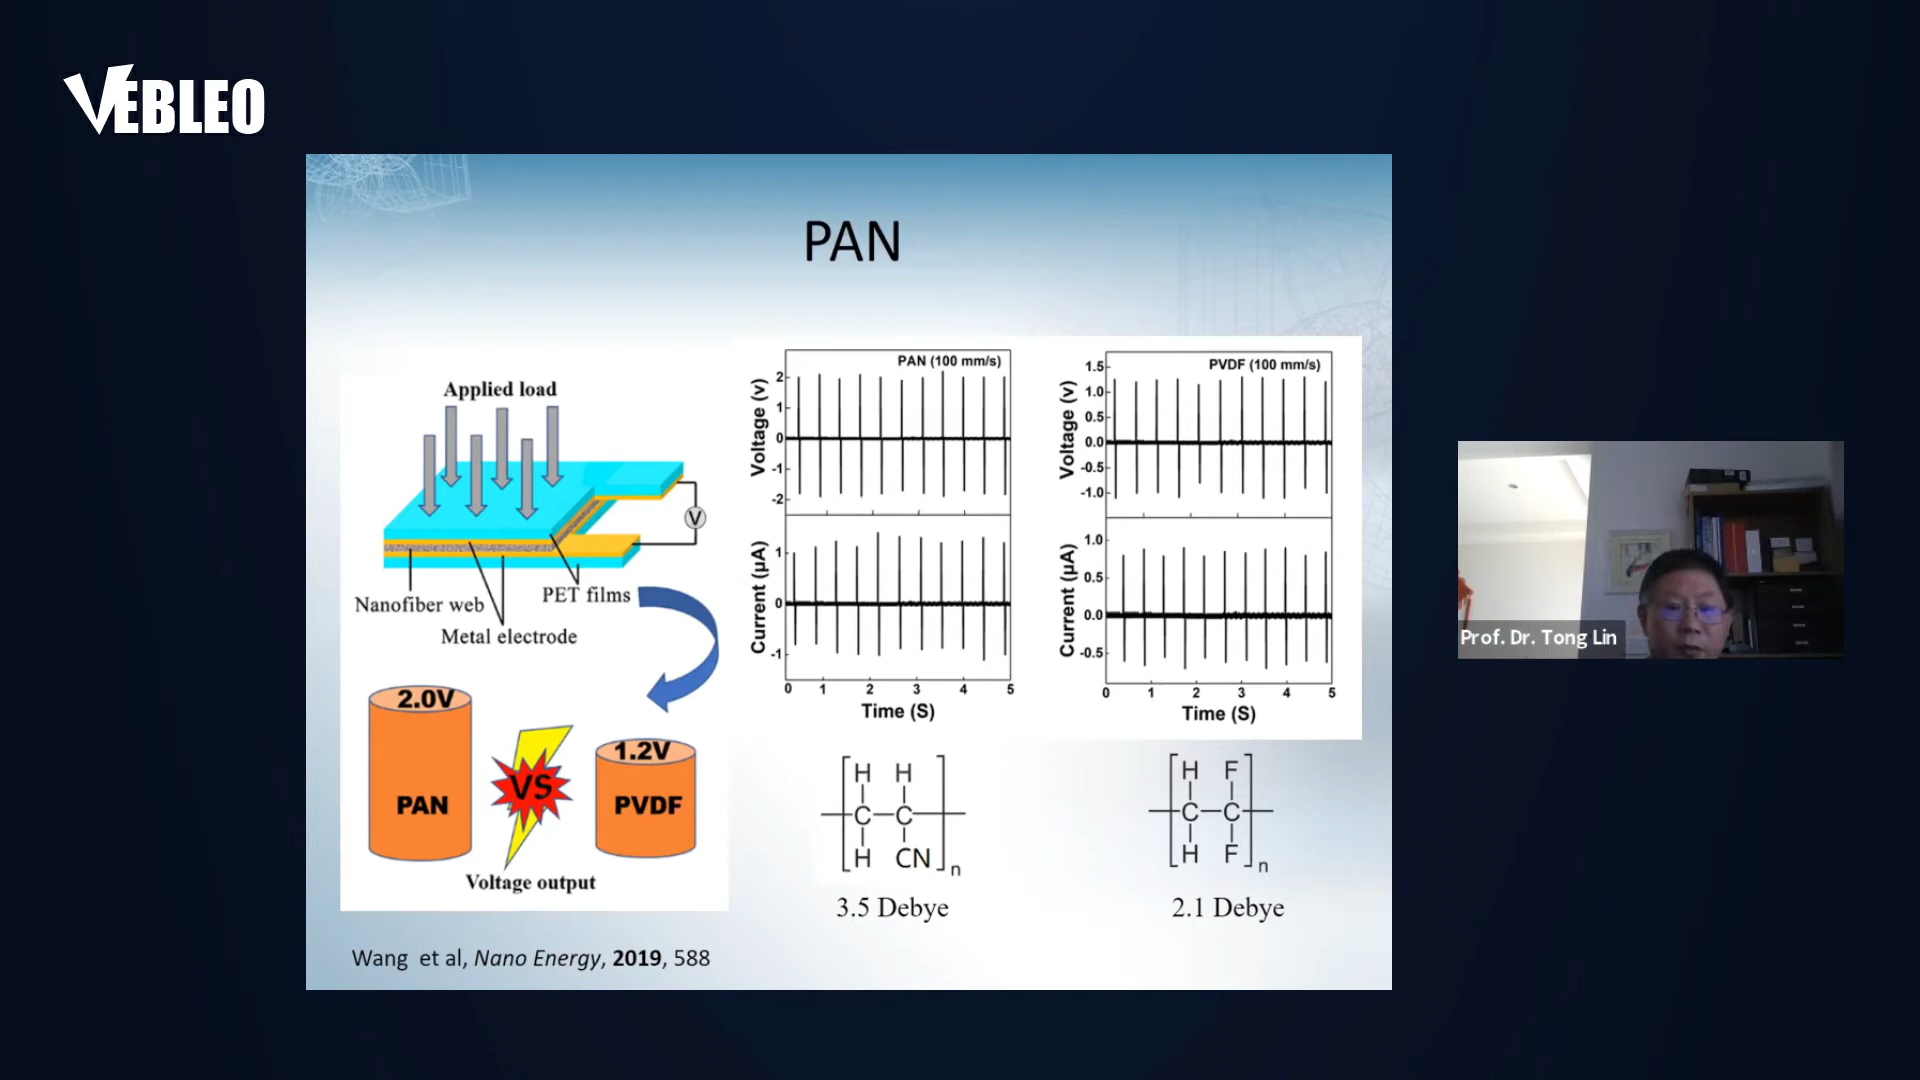 VEBLEO
PAN
Applied load
V
Nanofiber web
PET films
Metal electrode
2.0V
PAN
VS
1.2V
PVDF
Voltage output
PAN (100 mm/s)
Voltage (v)
2
1
0
-1
-2
Current (μA)
1
0
-1
0 1 2 3 4 5
Time (S)
PVDF (100 mm/s)
Voltage (v)
1.5
1.0
0.5
0.0
-0.5
-1.0
Current (μA)
1.0
0.5
0.0
-0.5
0 1 2 3 4 5
Time (S)
H H
C C
H CN n
3.5 Debye
H F
C C
H F n
2.1 Debye
Wang et al, Nano Energy, 2019, 588
Prof. Dr. Tong Lin